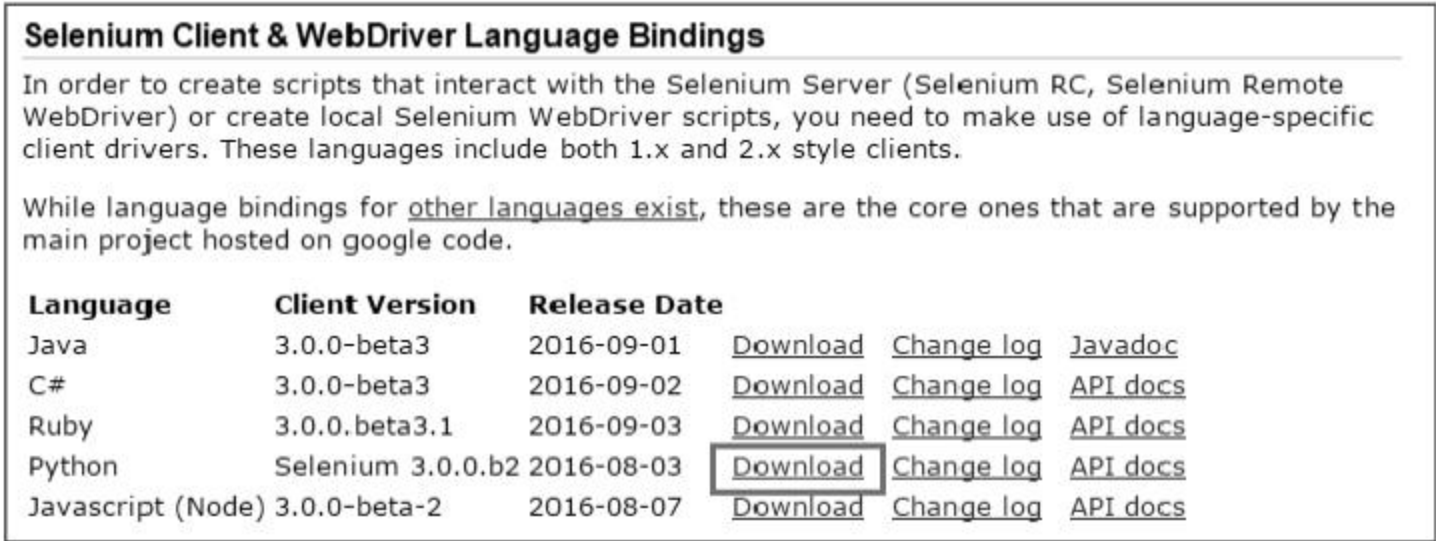 Selenium Client & WebDriver Language Bindings
In order to create scripts that interact with the Selenium Server (Selenium RC, Selenium Remote
WebDriver) or create local Selenium WebDriver scripts, you need to make use of language-specific
client drivers. These languages include both 1.x and 2.x style clients.
While language bindings for other languages exist, these are the core ones that are supported by the
main project hosted on google code.
Language Client Version Release Date
Java 3.0.0-beta3 2016-09-01 Download Change log Javadoc
C# 3.0.0-beta3 2016-09-02 Download Change log API docs
Ruby 3.0.0.beta3.1 2016-09-03 Download Change log API docs
Python Selenium 3.0.0.b2 2016-08-03 Download Change log API docs
Javascript (Node) 3.0.0-beta-2 2016-08-07 Download Change log API docs